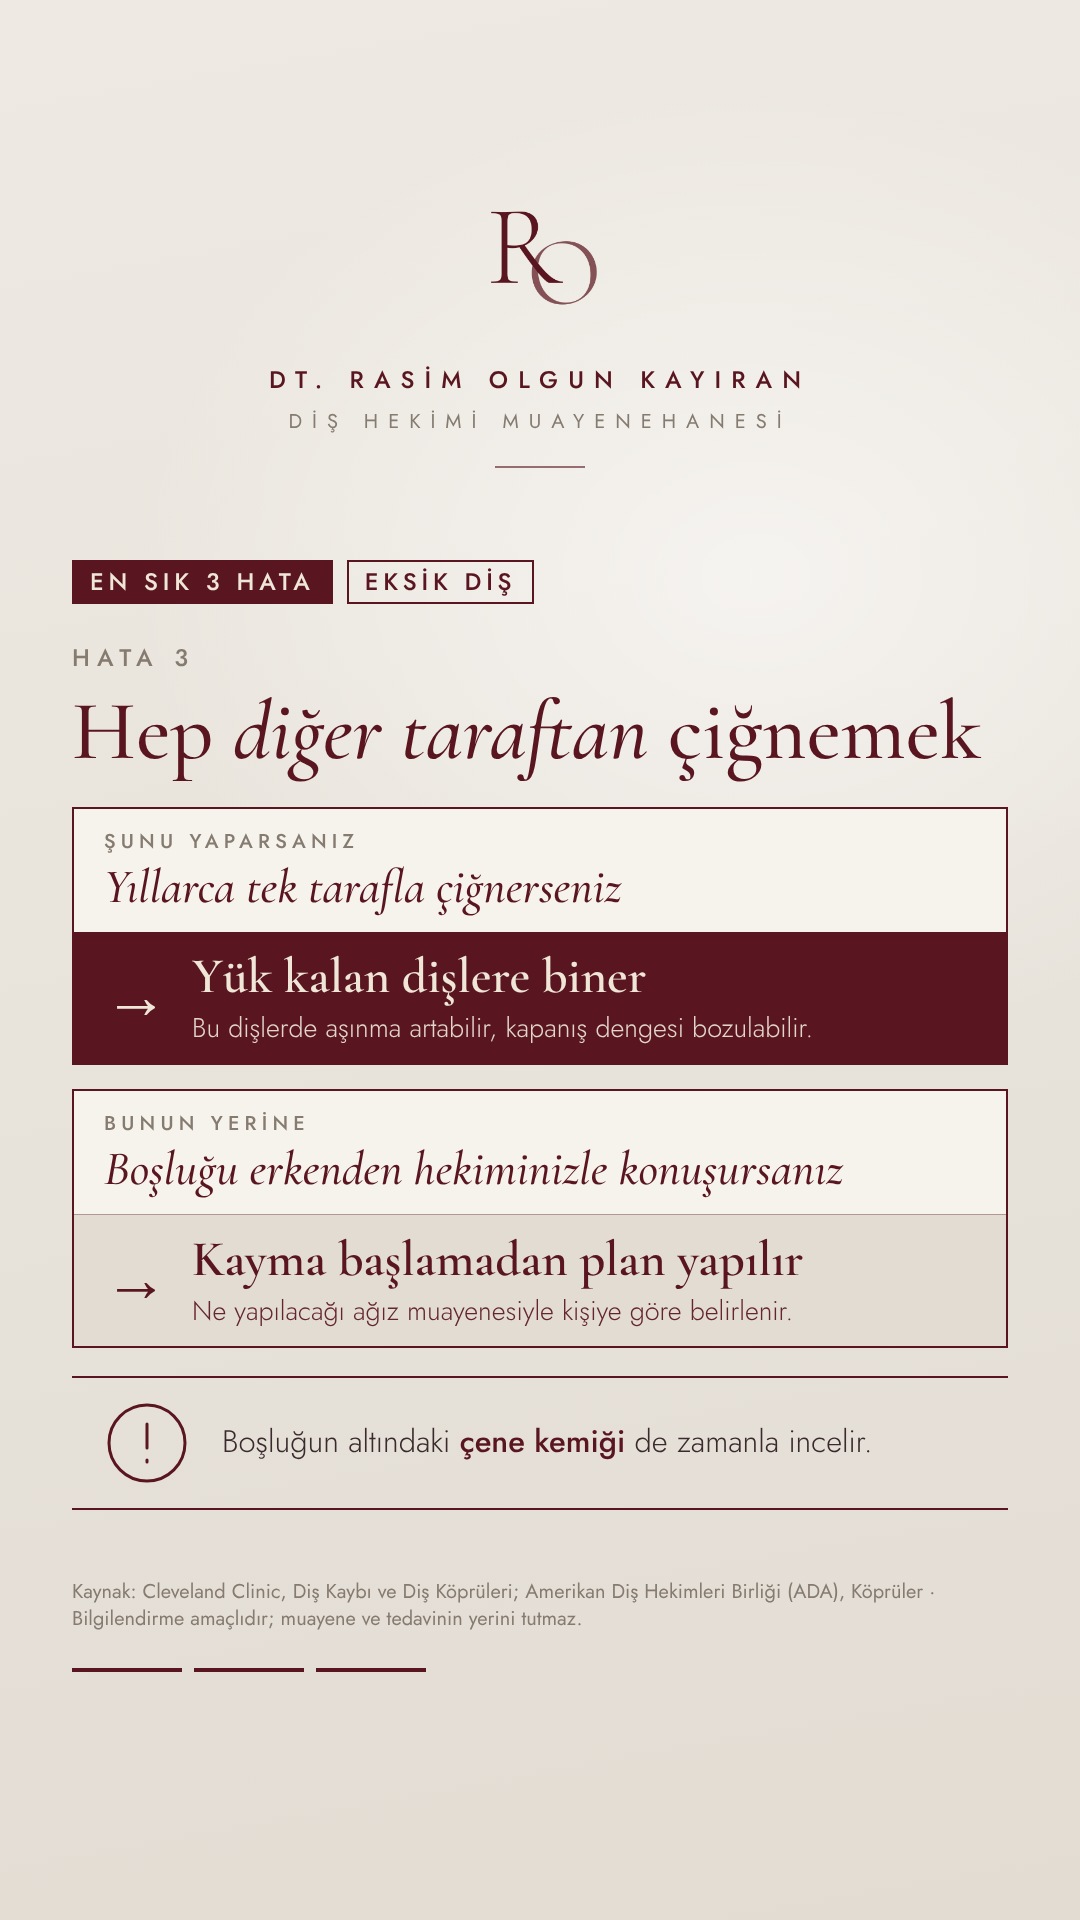 RO
DT. RASİM OLGUN KAYIRAN
DİŞ HEKİMİ MUAYENEHANESİ
EN SIK 3 HATA
EKSİK DİŞ
HATA 3
Hep diğer taraftan çiğnemek
ŞUNU YAPARSANIZ
Yıllarca tek tarafla çiğnerseniz
→ Yük kalan dişlere biner
Bu dişlerde aşınma artabilir, kapanış dengesi bozulabilir.
BUNUN YERİNE
Boşluğu erkenden hekiminizle konuşursanız
→ Kayma başlamadan plan yapılır
Ne yapılacağı ağız muayenesiyle kişiye göre belirlenir.
! Boşluğun altındaki çene kemiği de zamanla incelir.
Kaynak: Cleveland Clinic, Diş Kaybı ve Diş Köprüleri; Amerikan Diş Hekimleri Birliği (ADA), Köprüler ·
Bilgilendirme amaçlıdır; muayene ve tedavinin yerini tutmaz.